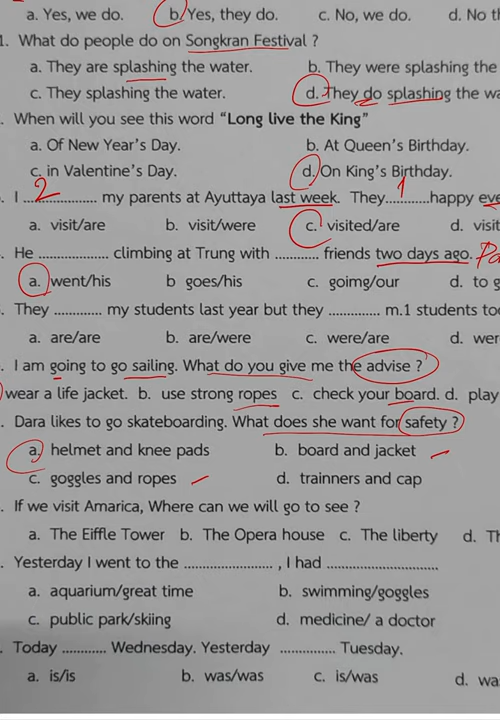 a. Yes, we do. b. Yes, they do. c. No, we do. d. No
1. What do people do on Songkran Festival ?
a. They are splashing the water. b. They were splashing the
c. They splashing the water. d. They do splashing the
. When will you see this word “Long live the King”
a. Of New Year’s Day. b. At Queen’s Birthday.
c. in Valentine’s Day. d. On King’s Birthday.
2 1
. I .................. my parents at Ayuttaya last week. They...........happy
a. visit/are b. visit/were c. visited/are d.
. He ................. climbing at Trung with ........... friends two days ago.
a. went/his b goes/his c. goimg/our d. to
. They ............ my students last year but they ............. m.1 students
a. are/are b. are/were c. were/are d.
. I am going to go sailing. What do you give me the advise ?
wear a life jacket. b. use strong ropes c. check your board. d. play
. Dara likes to go skateboarding. What does she want for safety ?
a. helmet and knee pads b. board and jacket
c. goggles and ropes d. trainners and cap
. If we visit Amarica, Where can we will go to see ?
a. The Eiffle Tower b. The Opera house c. The liberty d.
. Yesterday I went to the ...................... , I had ...........................
a. aquarium/great time b. swimming/goggles
c. public park/skiing d. medicine/ a doctor
. Today ........... Wednesday. Yesterday .............. Tuesday.
a. is/is b. was/was c. is/was d.